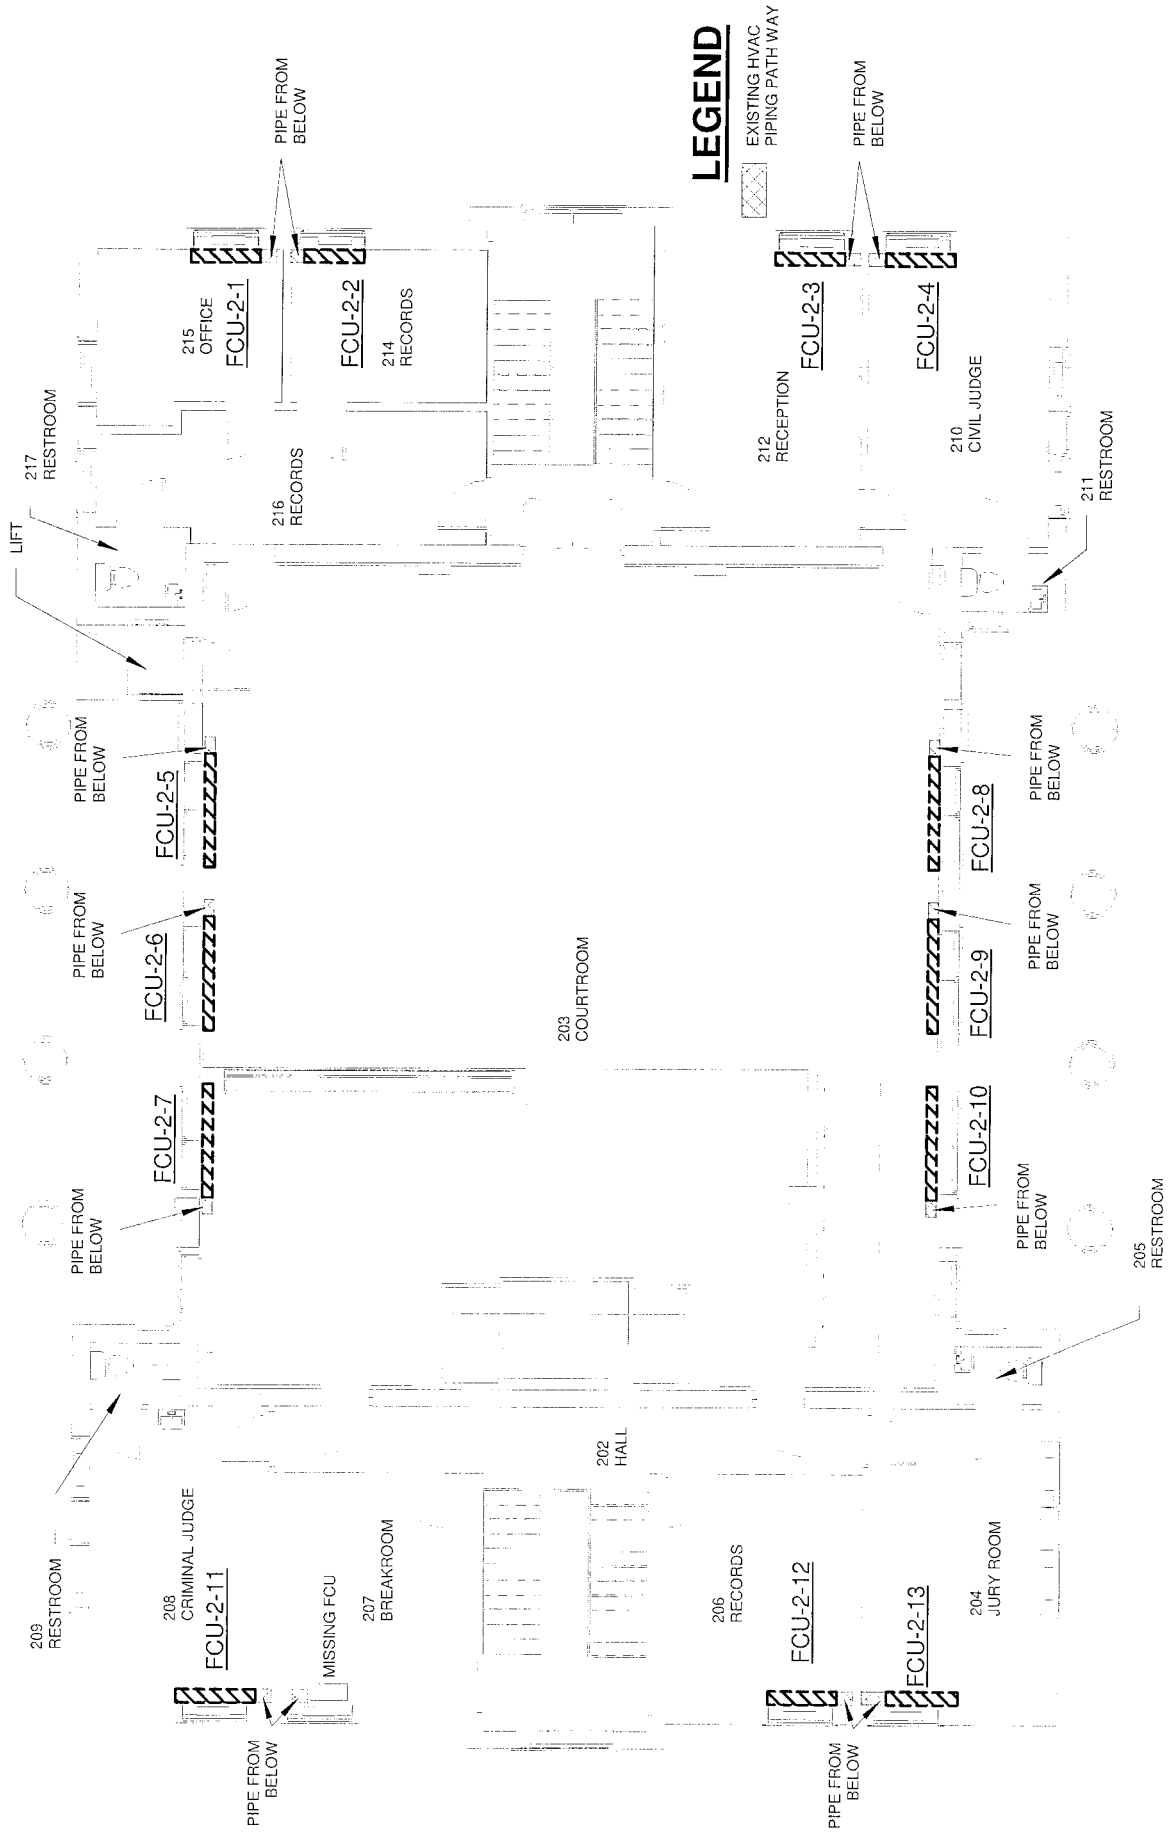 217
RESTROOM
LIFT
PIPE FROM
BELOW
215
OFFICE
FCU-2-1
FCU-2-2
214
RECORDS
216
RECORDS
LEGEND
EXISTING HVAC
PIPING PATH WAY
PIPE FROM
BELOW
FCU-2-3
FCU-2-4
212
RECEPTION
210
CIVIL JUDGE
211
RESTROOM
PIPE FROM
BELOW
FCU-2-5
PIPE FROM
BELOW
FCU-2-6
FCU-2-7
PIPE FROM
BELOW
203
COURTROOM
PIPE FROM
BELOW
FCU-2-8
PIPE FROM
BELOW
FCU-2-9
FCU-2-10
PIPE FROM
BELOW
205
RESTROOM
209
RESTROOM
208
CRIMINAL JUDGE
FCU-2-11
MISSING FCU
207
BREAKROOM
202
HALL
206
RECORDS
FCU-2-12
FCU-2-13
204
JURY ROOM
PIPE FROM
BELOW
PIPE FROM
BELOW